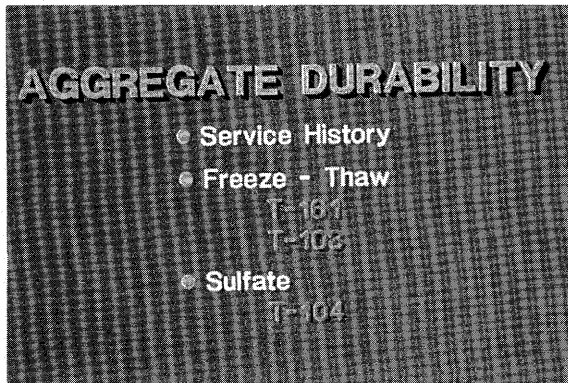 AGGREGATE DURABILITY
● Service History
● Freeze - Thaw
T-161
T-103
● Sulfate
T-104